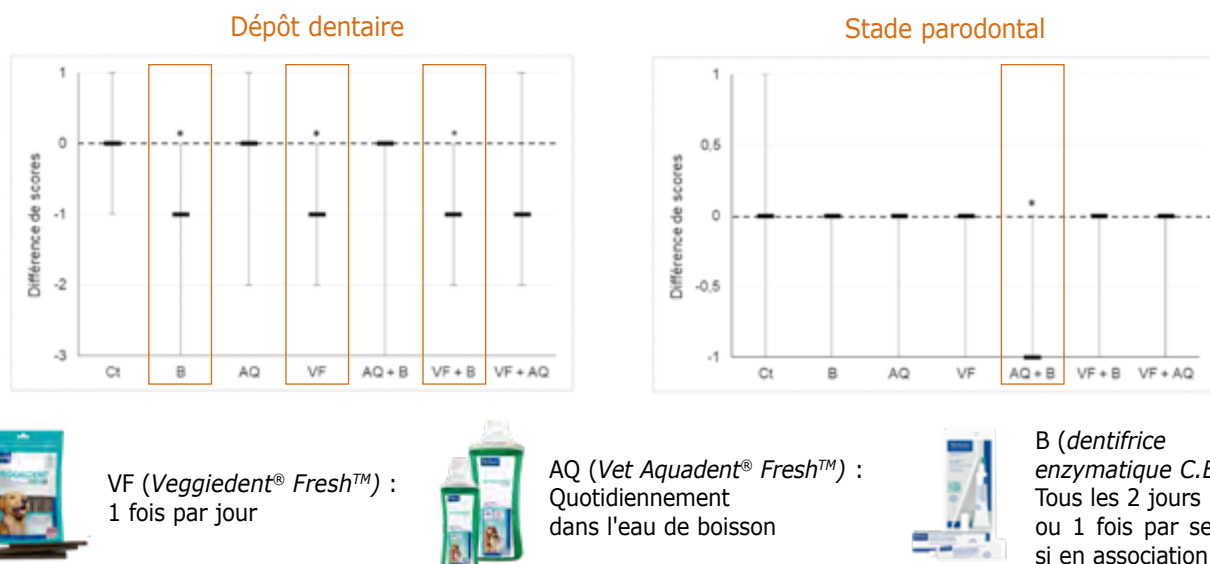 Dépôt dentaire
Stade parodontal
Différence de scores
1
0
-1
-2
-3
*
*
*
Ct
B
AQ
VF
AQ + B
VF + B
VF + AQ
Différence de scores
1
0,5
0
-0,5
-1
*
Ct
B
AQ
VF
AQ + B
VF + B
VF + AQ
VF (Veggiedent® Fresh™) :
1 fois par jour
AQ (Vet Aquadent® Fresh™) :
Quotidiennement
dans l'eau de boisson
B (dentifrice
enzymatique C.E
Tous les 2 jours
ou 1 fois par se
si en association